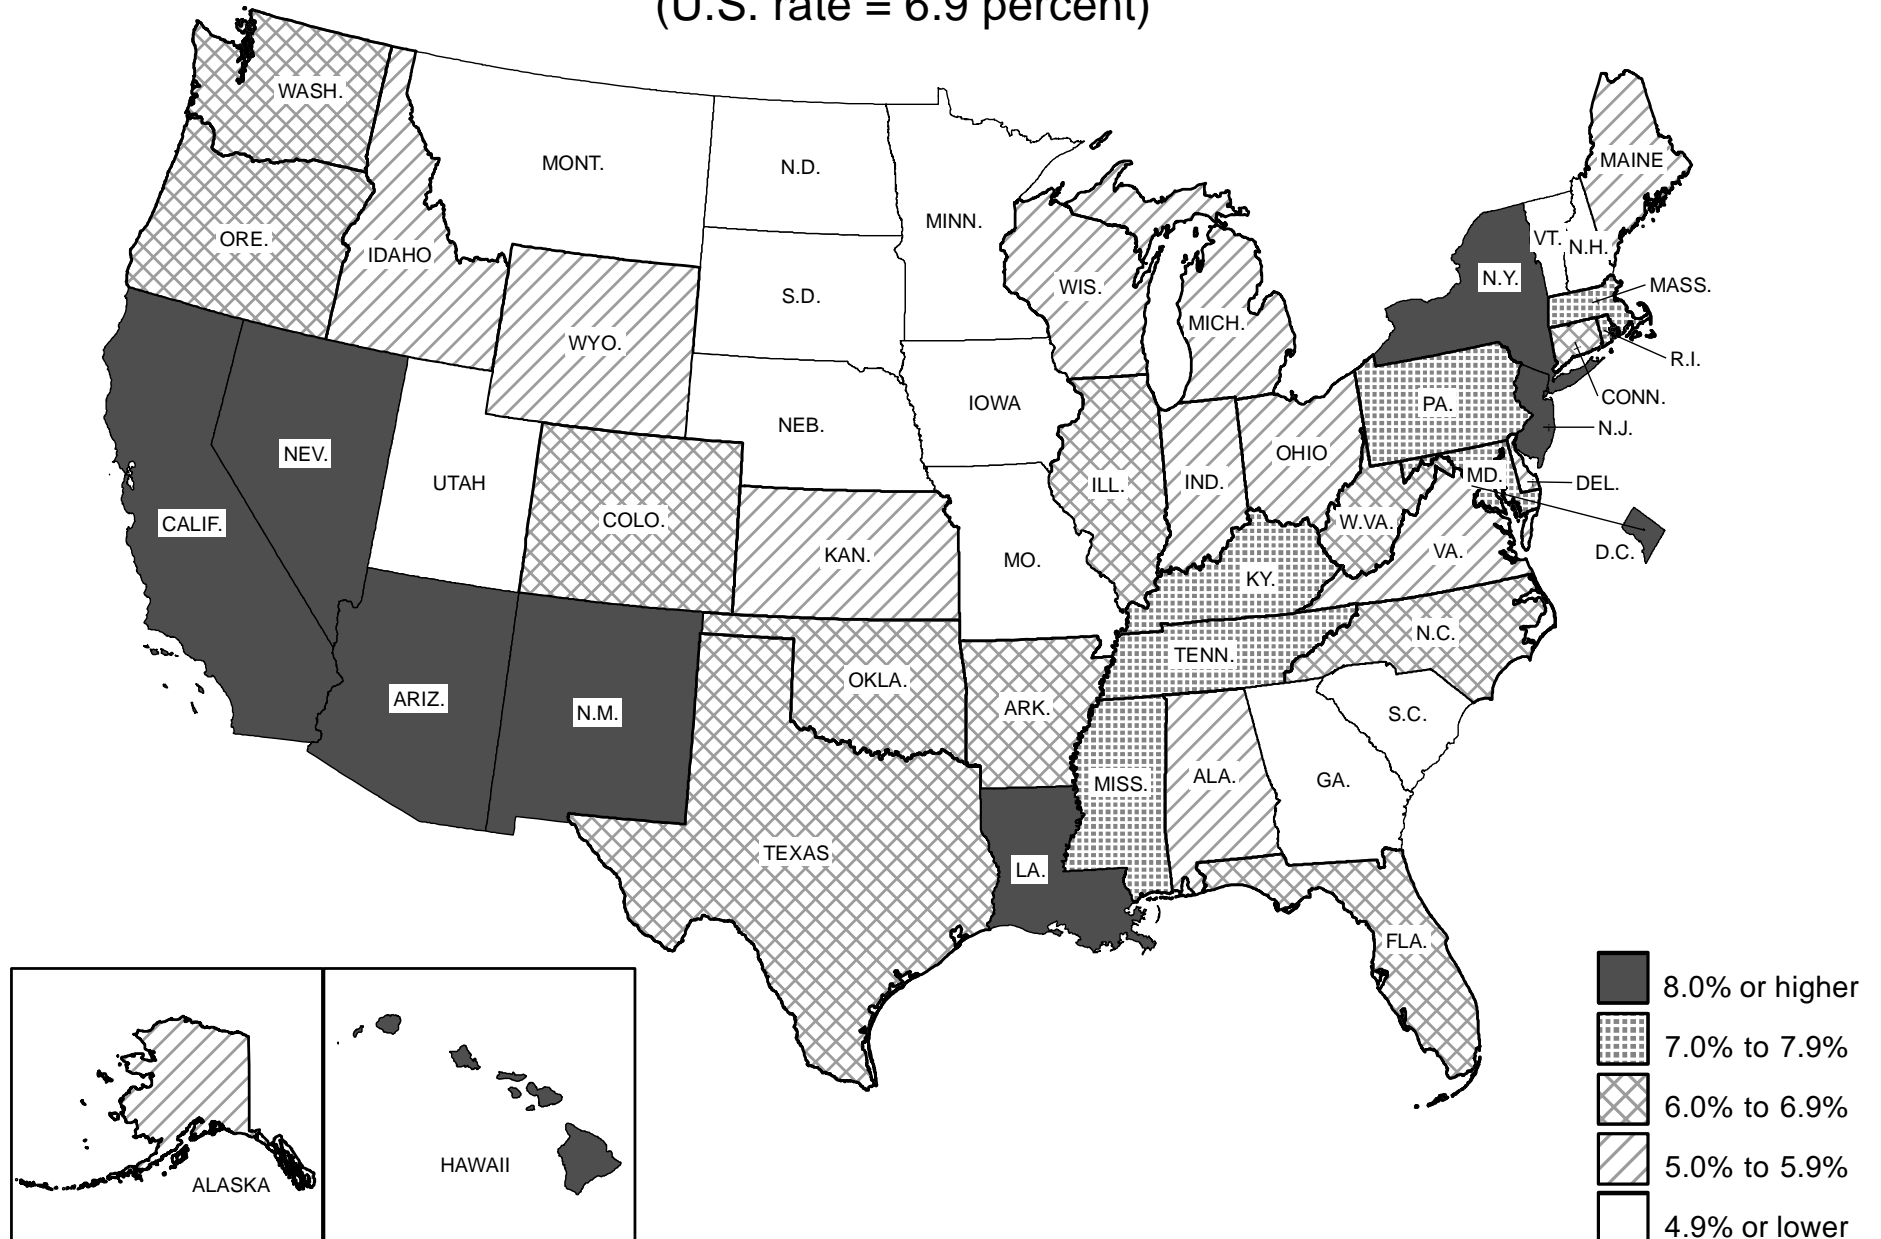 (U.S. rate = 6.9 percent)
WASH.
MONT.
N.D.
MINN.
MAINE
ORE.
IDAHO
VT.
N.H.
N.Y.
MASS.
S.D.
WIS.
MICH.
WYO.
R.I.
CONN.
IOWA
PA.
NEB.
N.J.
NEV.
OHIO
UTAH
ILL.
IND.
MD.
DEL.
CALIF.
COLO.
W.VA.
KAN.
MO.
VA.
D.C.
KY.
N.C.
TENN.
OKLA.
ARIZ.
N.M.
ARK.
S.C.
MISS.
ALA.
GA.
TEXAS
LA.
FLA.
HAWAII
ALASKA
8.0% or higher
7.0% to 7.9%
6.0% to 6.9%
5.0% to 5.9%
4.9% or lower